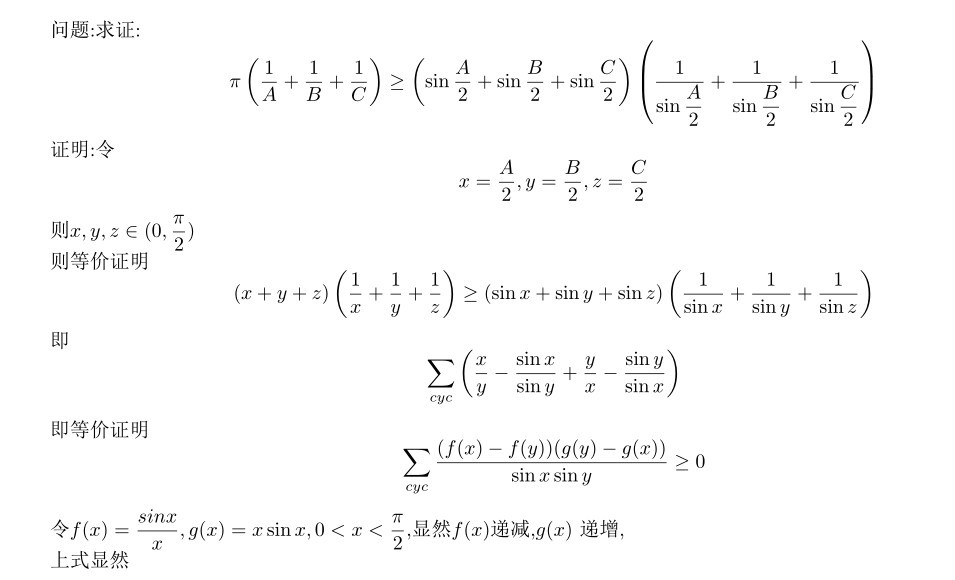 问题:求证:
π(1/A + 1/B + 1/C) ≥ (sin A/2 + sin B/2 + sin C/2)(1/(sin A/2) + 1/(sin B/2) + 1/(sin C/2))
证明:令
x = A/2, y = B/2, z = C/2
则x, y, z ∈ (0, π/2)
则等价证明
(x + y + z)(1/x + 1/y + 1/z) ≥ (sin x + sin y + sin z)(1/sin x + 1/sin y + 1/sin z)
即
∑cyc (x/y − sin x/sin y + y/x − sin y/sin x)
即等价证明
∑cyc (f(x) − f(y))(g(y) − g(x))/(sin x sin y) ≥ 0
令f(x) = sinx/x, g(x) = x sin x, 0 < x < π/2,显然f(x)递减,g(x) 递增,
上式显然